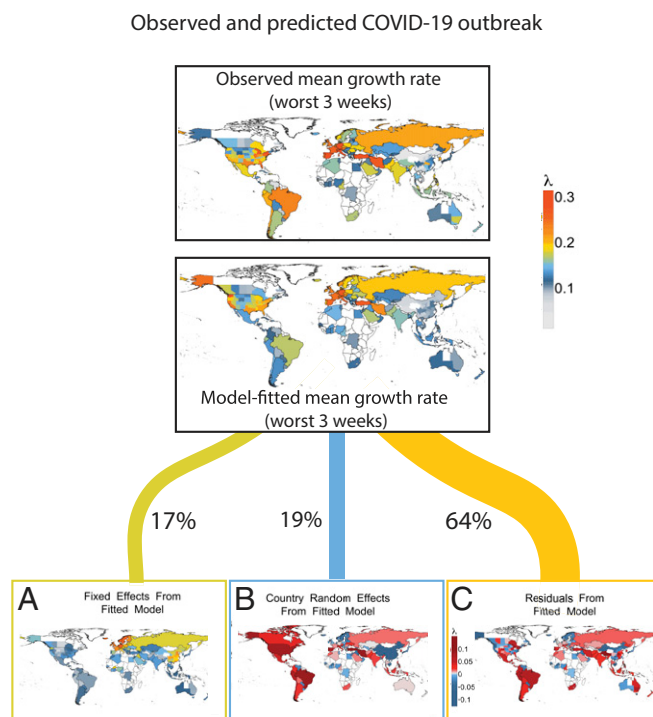 Observed and predicted COVID-19 outbreak
Observed mean growth rate
(worst 3 weeks)
λ
0.3
0.2
0.1
Model-fitted mean growth rate
(worst 3 weeks)
17%
19%
64%
A
Fixed Effects From
Fitted Model
B
Country Random Effects
From Fitted Model
C
Residuals From
Fitted Model
λ
0.1
0.05
0
-0.05
-0.1